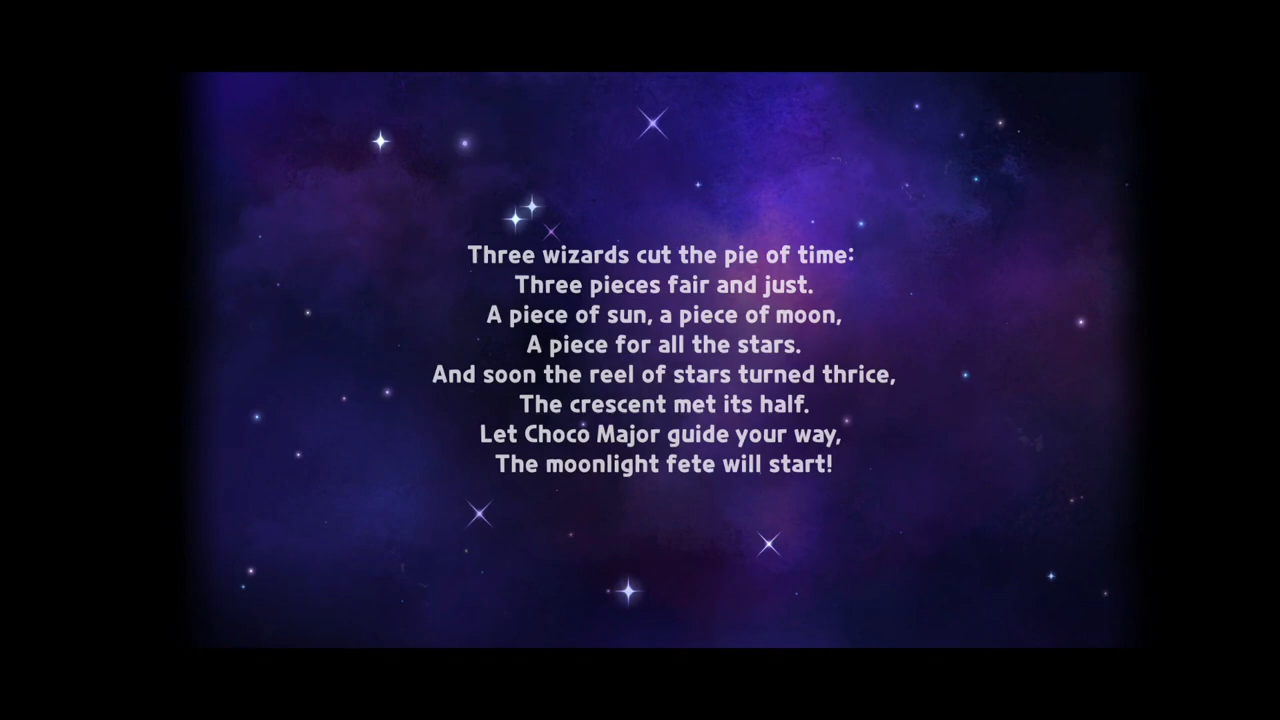 Three wizards cut the pie of time:
Three pieces fair and just.
A piece of sun, a piece of moon,
A piece for all the stars.
And soon the reel of stars turned thrice,
The crescent met its half.
Let Choco Major guide your way,
The moonlight fete will start!